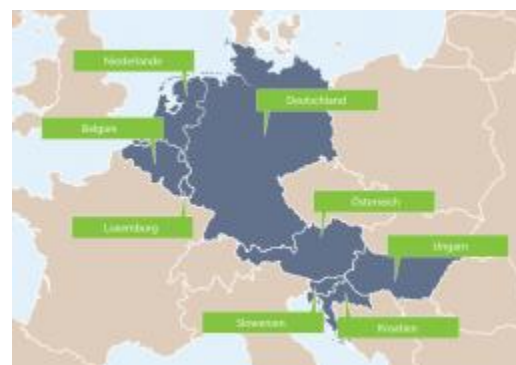 Niederlande
Deutschland
Belgien
Österreich
Luxemburg
Ungarn
Slowenien
Kroatien